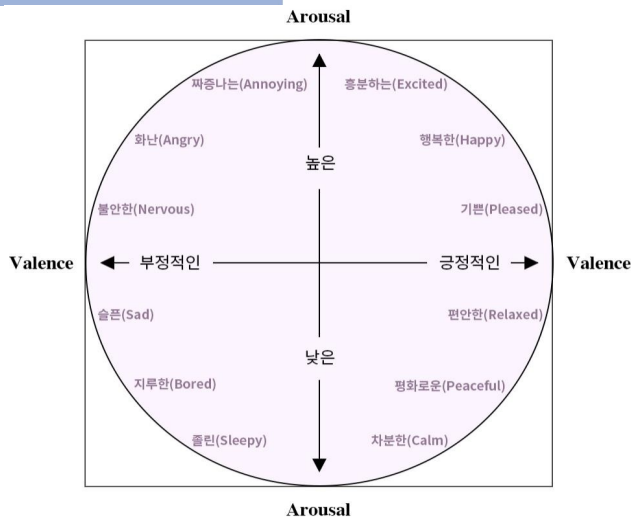 Arousal
짜증나는(Annoying)
흥분하는(Excited)
화난(Angry)
행복한(Happy)
높은
불안한(Nervous)
기쁜(Pleased)
Valence
부정적인
긍정적인
Valence
슬픈(Sad)
편안한(Relaxed)
낮은
지루한(Bored)
평화로운(Peaceful)
졸린(Sleepy)
차분한(Calm)
Arousal